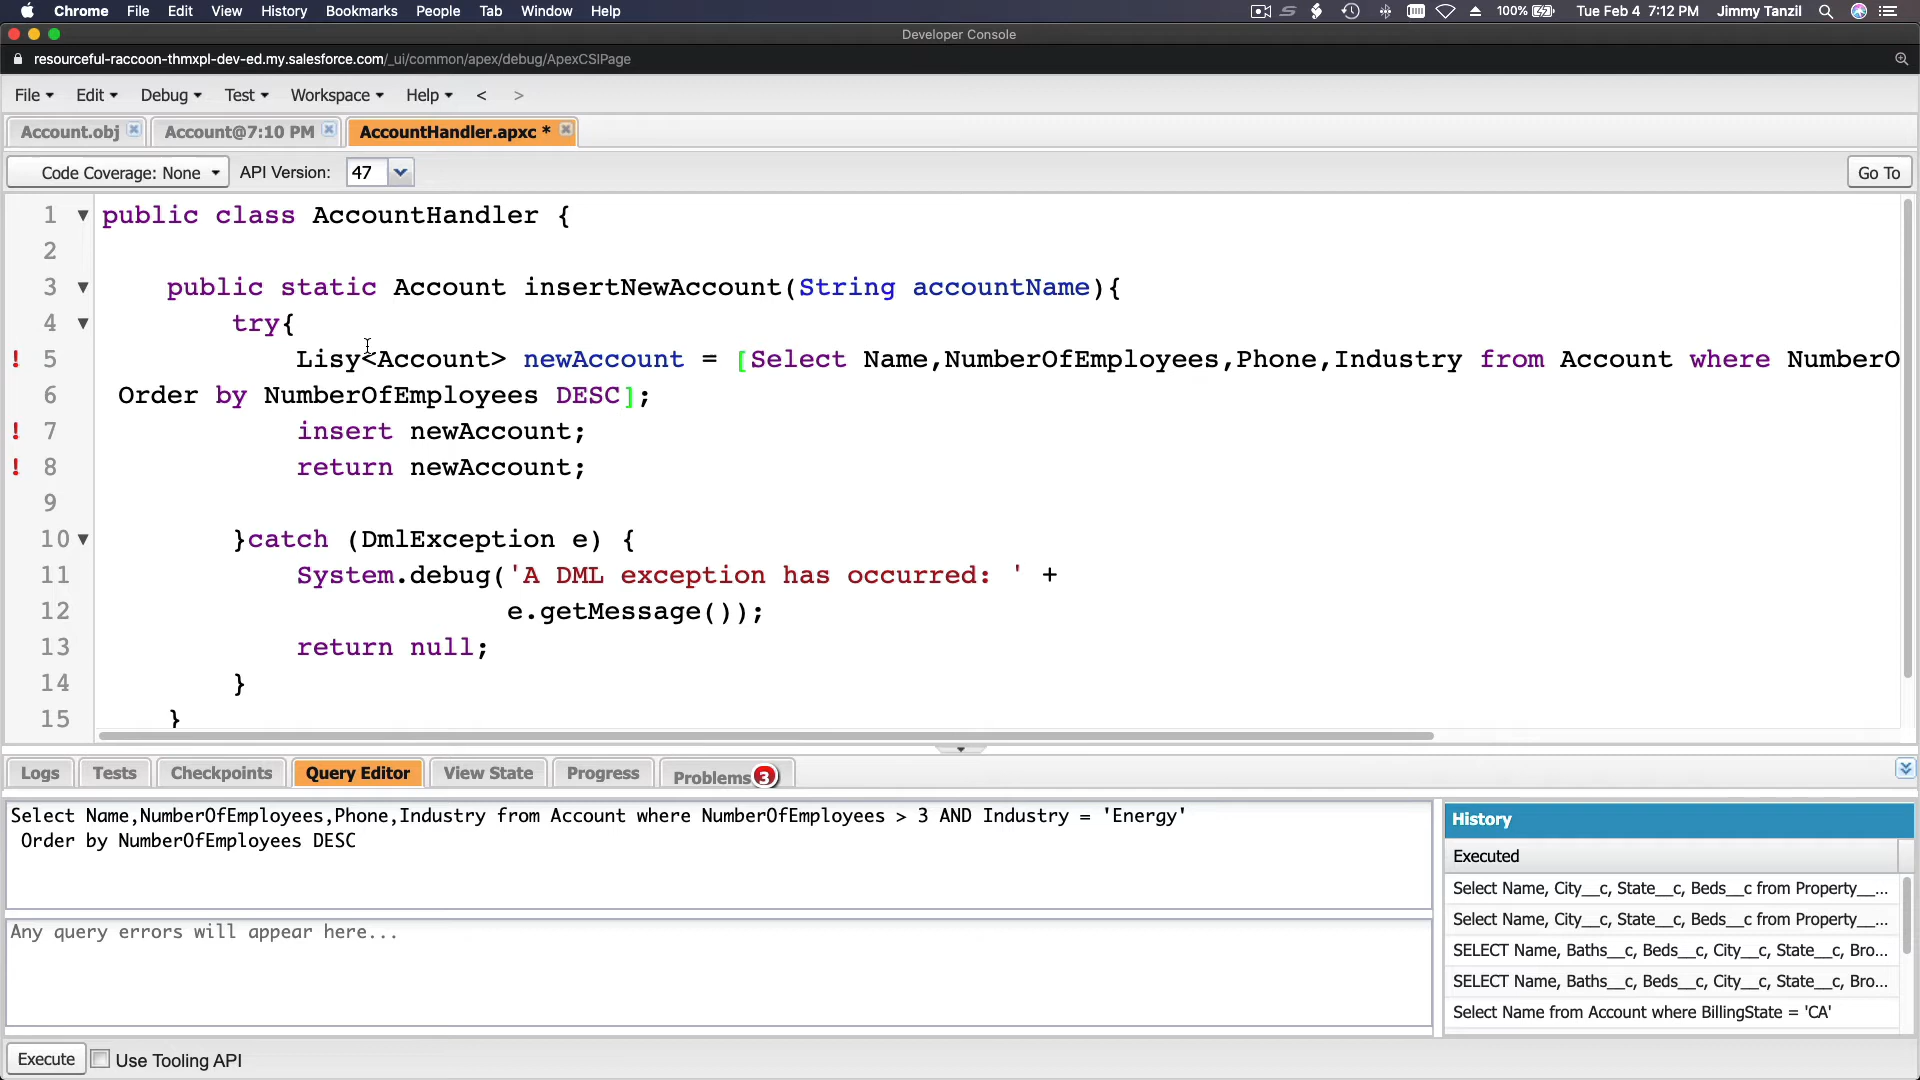 Chrome File Edit View History Bookmarks People Tab Window Help 100% Tue Feb 4 7:12 PM Jimmy Tanzil
Developer Console
resourceful-raccoon-thmxpl-dev-ed.my.salesforce.com/_ui/common/apex/debug/ApexCSIPage
File Edit Debug Test Workspace Help < >
Account.obj Account@7:10 PM AccountHandler.apxc *
Code Coverage: None API Version: 47 Go To
1 public class AccountHandler {
2
3 public static Account insertNewAccount(String accountName){
4 try{
! 5 Lisy<Account> newAccount = [Select Name,NumberOfEmployees,Phone,Industry from Account where NumberO
6 Order by NumberOfEmployees DESC];
! 7 insert newAccount;
! 8 return newAccount;
9
10 }catch (DmlException e) {
11 System.debug('A DML exception has occurred: ' +
12 e.getMessage());
13 return null;
14 }
15 }
Logs Tests Checkpoints Query Editor View State Progress Problems 3
Select Name,NumberOfEmployees,Phone,Industry from Account where NumberOfEmployees > 3 AND Industry = 'Energy'
Order by NumberOfEmployees DESC
Any query errors will appear here...
History
Executed
Select Name, City__c, State__c, Beds__c from Property__...
Select Name, City__c, State__c, Beds__c from Property__...
SELECT Name, Baths__c, Beds__c, City__c, State__c, Bro...
SELECT Name, Baths__c, Beds__c, City__c, State__c, Bro...
Select Name from Account where BillingState = 'CA'
Execute Use Tooling API